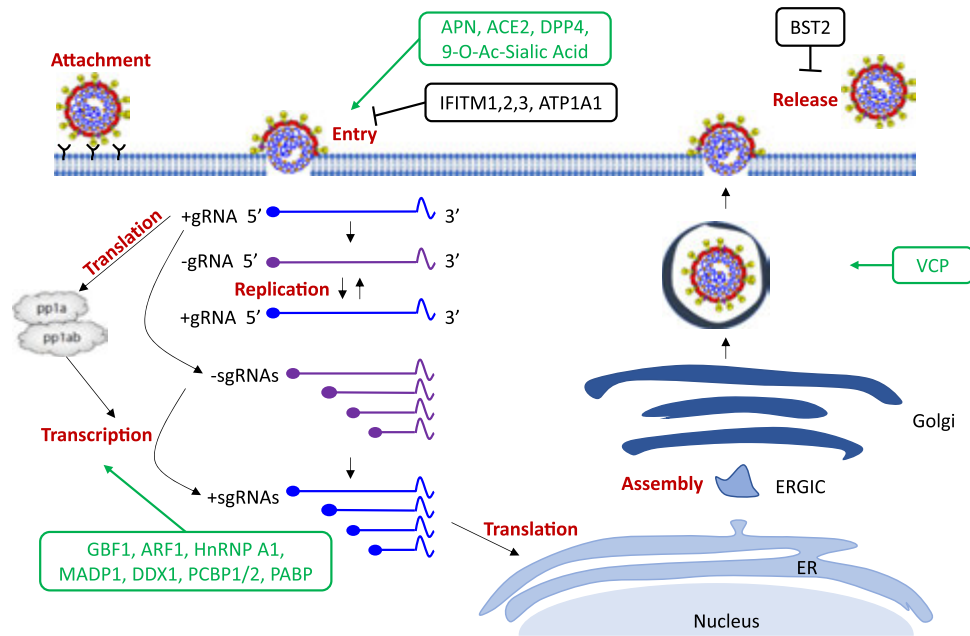 APN, ACE2, DPP4,
9-O-Ac-Sialic Acid
BST2
Attachment
IFITM1,2,3, ATP1A1
Entry
Release
+gRNA 5’ 3’
Translation
-gRNA 5’ 3’
VCP
Replication
+gRNA 5’ 3’
pp1a
pp1ab
-sgRNAs
Golgi
Transcription
Assembly
ERGIC
+sgRNAs
Translation
GBF1, ARF1, HnRNP A1,
MADP1, DDX1, PCBP1/2, PABP
ER
Nucleus